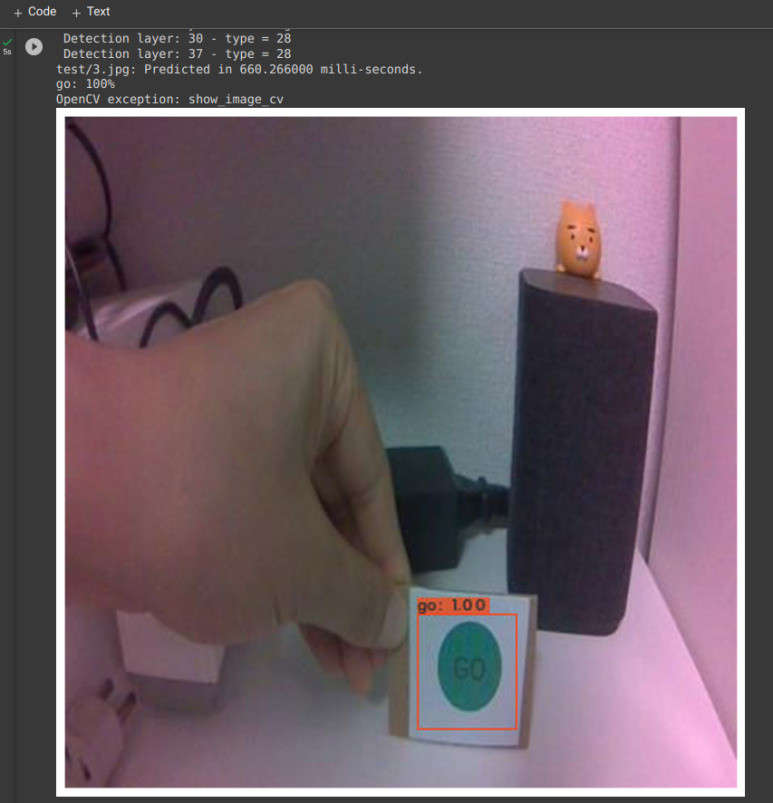 + Code + Text
Detection layer: 30 - type = 28
5s
Detection layer: 37 - type = 28
test/3.jpg: Predicted in 660.266000 milli-seconds.
go: 100%
OpenCV exception: show_image_cv
go: 1.00
GO